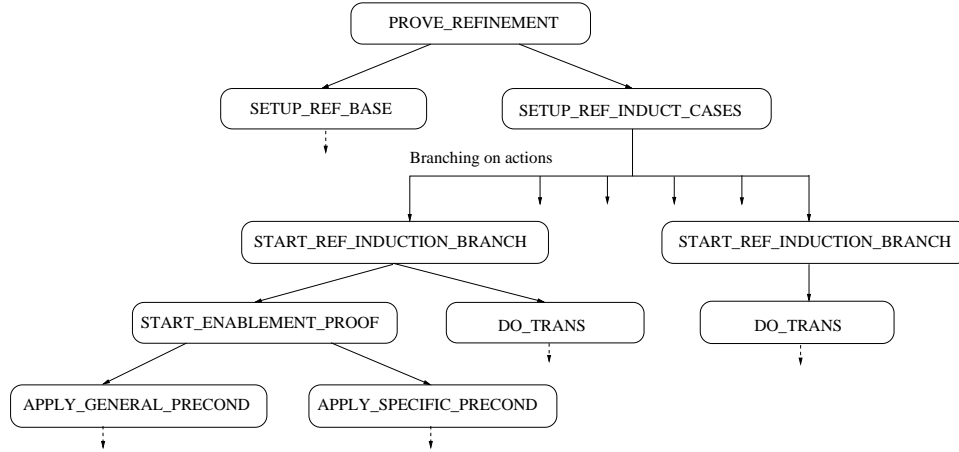 PROVE_REFINEMENT
SETUP_REF_BASE
SETUP_REF_INDUCT_CASES
Branching on actions
START_REF_INDUCTION_BRANCH
START_REF_INDUCTION_BRANCH
START_ENABLEMENT_PROOF
DO_TRANS
DO_TRANS
APPLY_GENERAL_PRECOND
APPLY_SPECIFIC_PRECOND